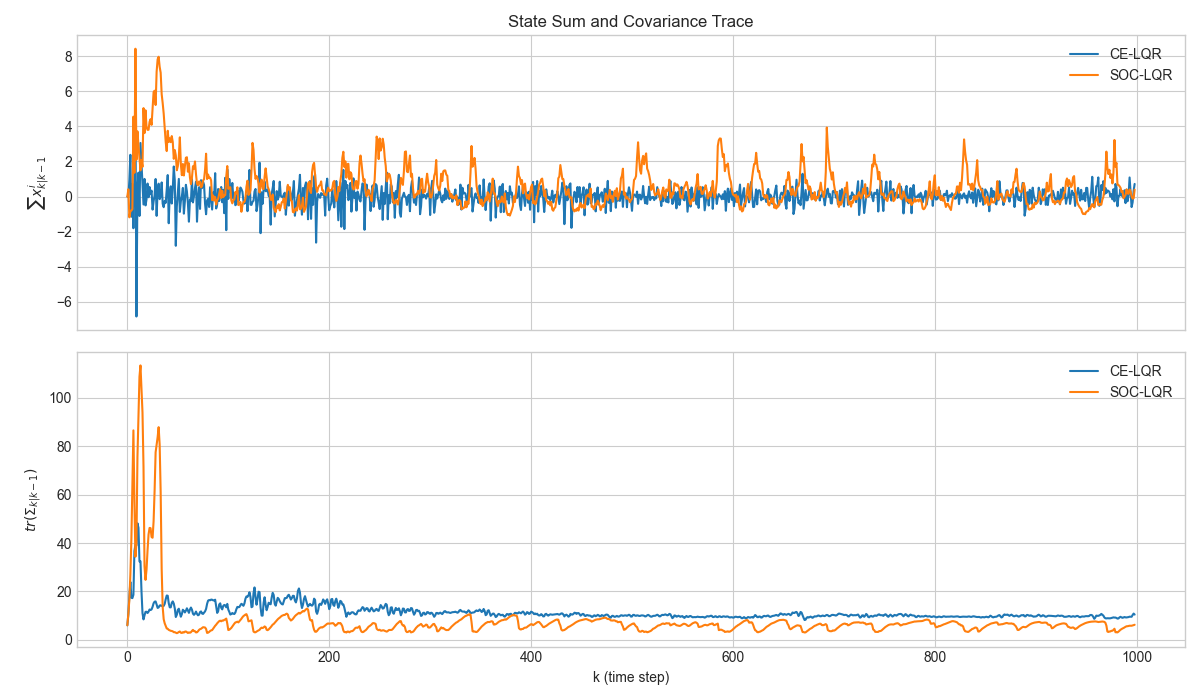 State Sum and Covariance Trace
CE-LQR
SOC-LQR
8
6
4
2
0
−2
−4
−6
∑x^i_{k|k−1}
CE-LQR
SOC-LQR
100
80
60
40
20
0
tr(Σ_{k|k−1})
0 200 400 600 800 1000
k (time step)